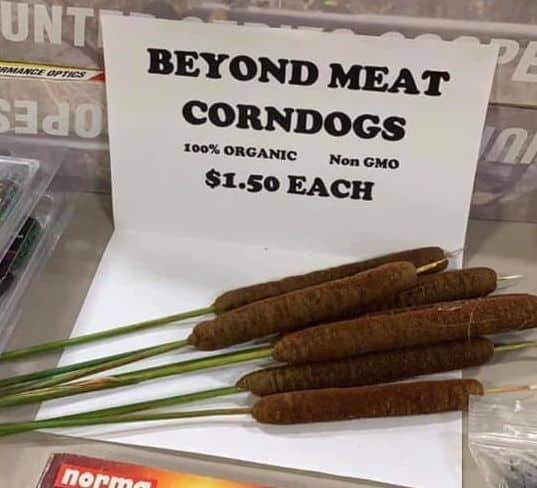 BEYOND MEAT
CORNDOGS
100% ORGANIC Non GMO
$1.50 EACH
norma